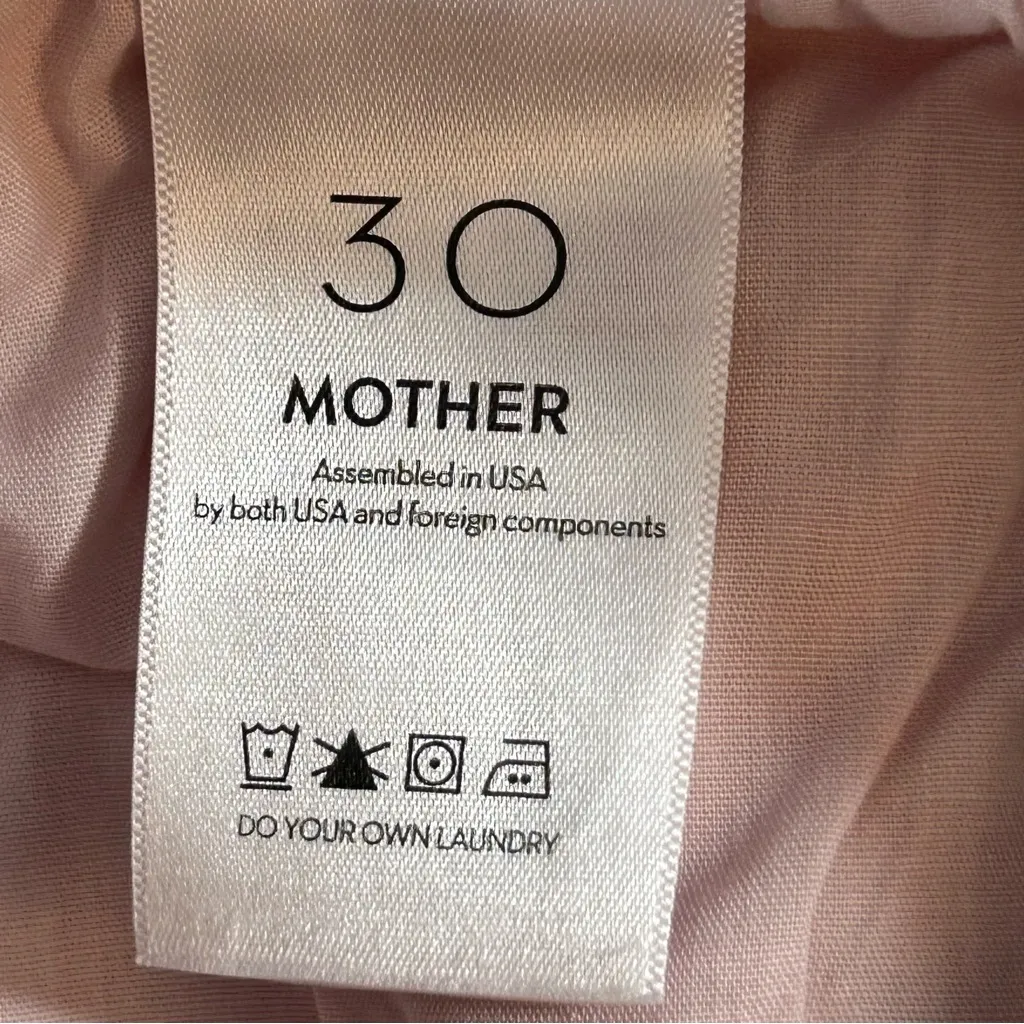 30
MOTHER
Assembled in USA
by both USA and foreign components
DO YOUR OWN LAUNDRY